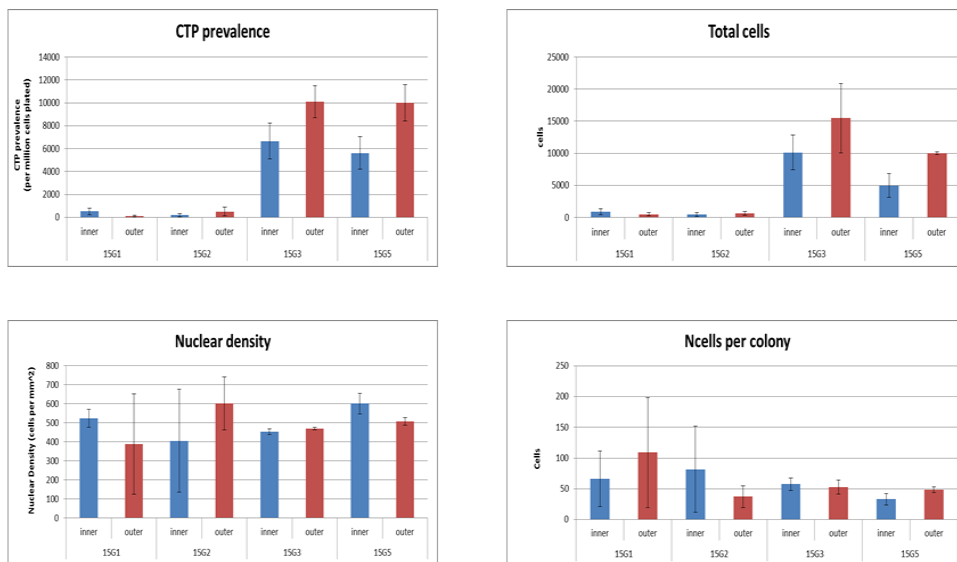 CTP prevalence
CTP prevalence
(per million cells plated)
14000
12000
10000
8000
6000
4000
2000
0
inner outer inner outer inner outer inner outer
15G1 15G2 15G3 15G5
Total cells
cells
25000
20000
15000
10000
5000
0
inner outer inner outer inner outer inner outer
15G1 15G2 15G3 15G5
Nuclear density
Nuclear Density (cells per mm^2)
800
700
600
500
400
300
200
100
0
inner outer inner outer inner outer inner outer
15G1 15G2 15G3 15G5
Ncells per colony
Cells
250
200
150
100
50
0
inner outer inner outer inner outer inner outer
15G1 15G2 15G3 15G5